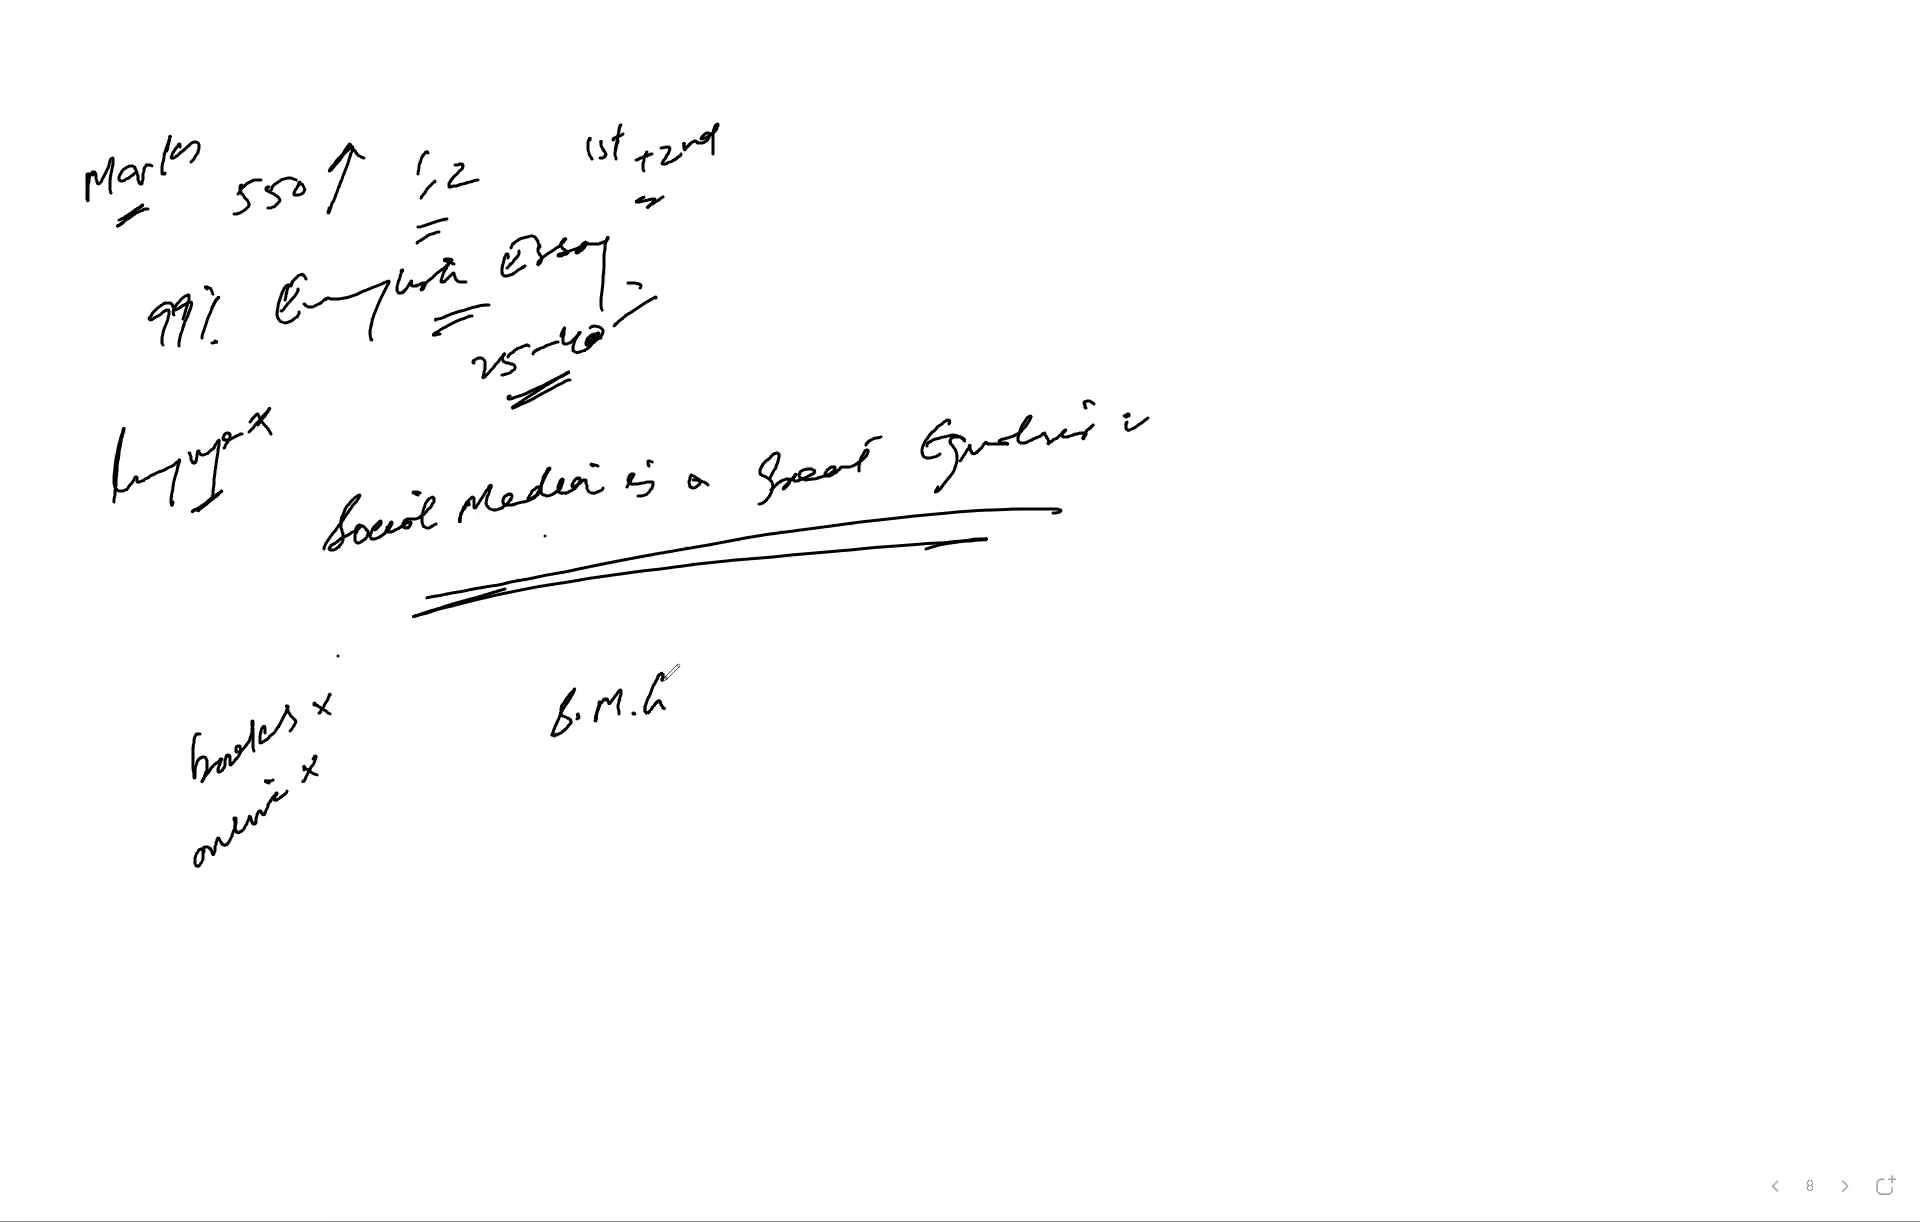 Marks 550 ↑ 1,2 1st + 2nd
99% English Essay
25-40
language x
Social Media is a Great Equalizer
books x
online x
S.M.G
8